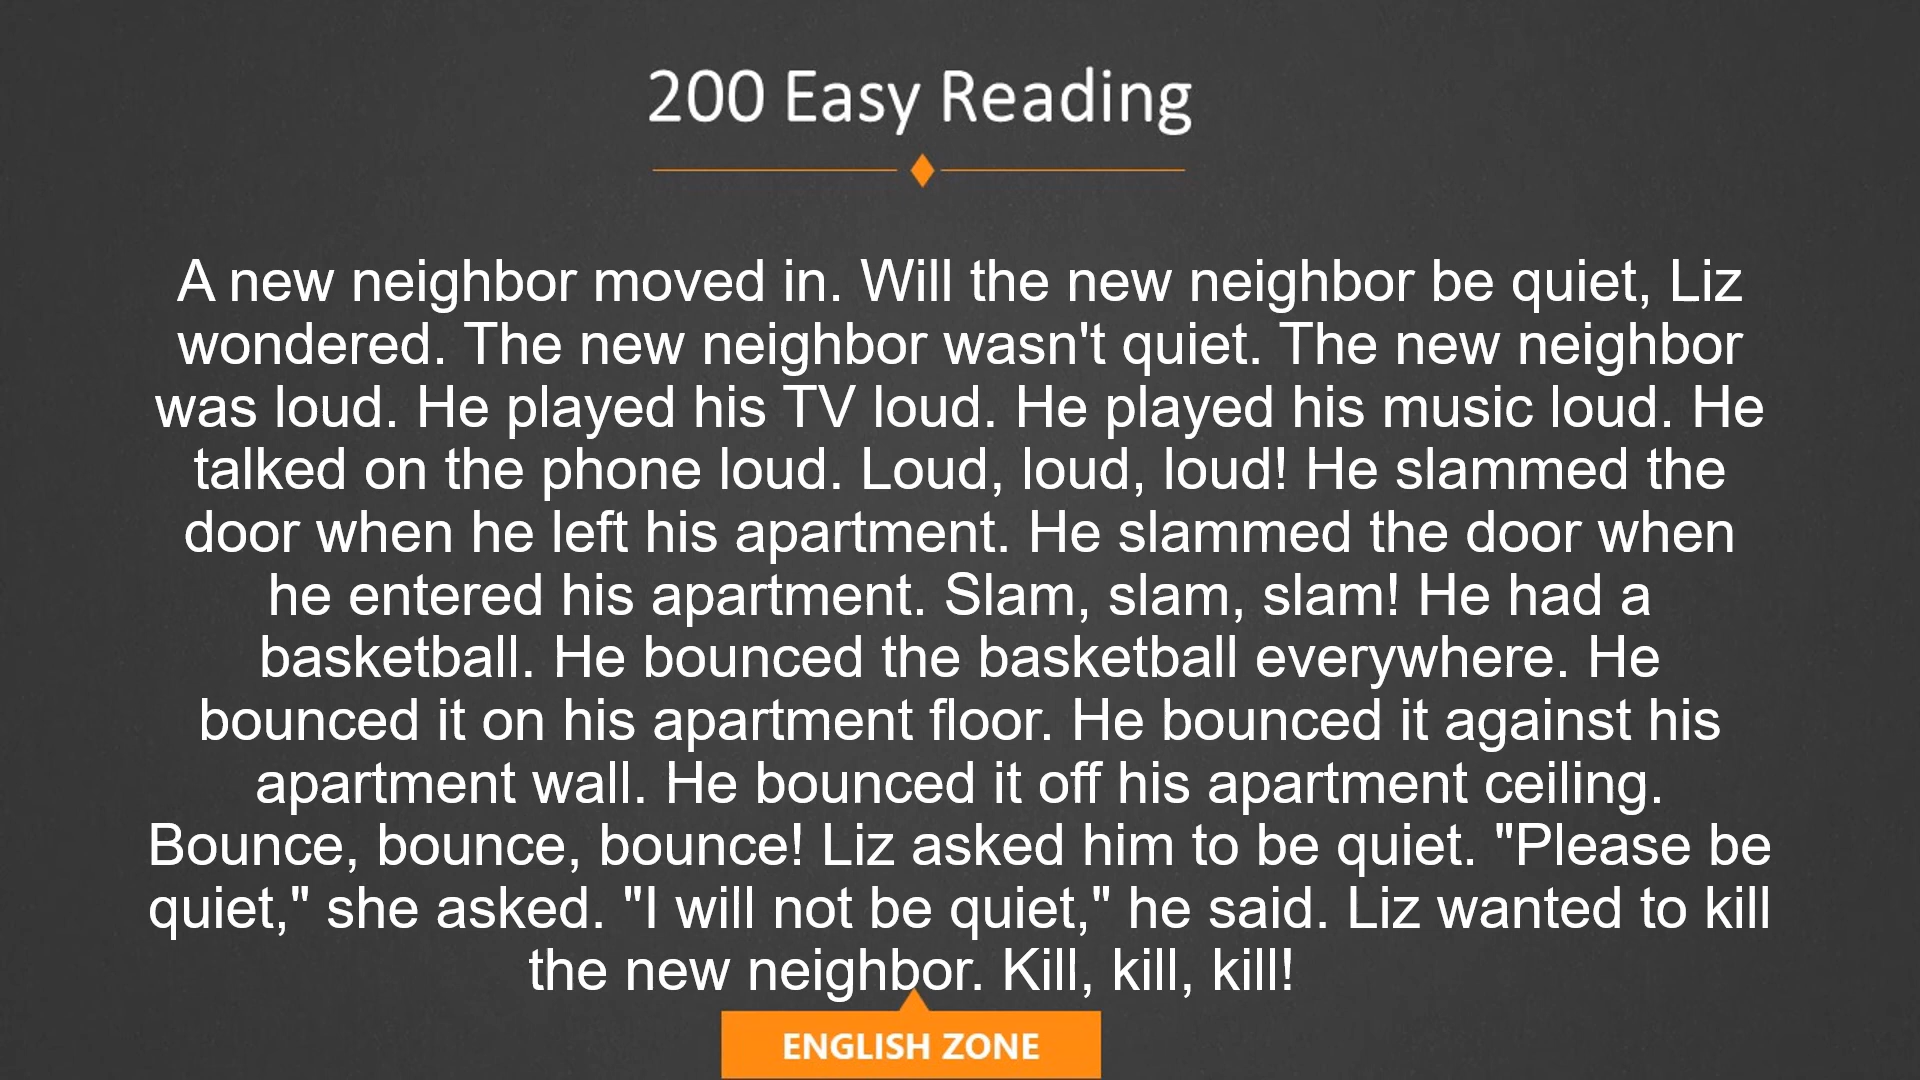 200 Easy Reading
A new neighbor moved in. Will the new neighbor be quiet, Liz
wondered. The new neighbor wasn't quiet. The new neighbor
was loud. He played his TV loud. He played his music loud. He
talked on the phone loud. Loud, loud, loud! He slammed the
door when he left his apartment. He slammed the door when
he entered his apartment. Slam, slam, slam! He had a
basketball. He bounced the basketball everywhere. He
bounced it on his apartment floor. He bounced it against his
apartment wall. He bounced it off his apartment ceiling.
Bounce, bounce, bounce! Liz asked him to be quiet. "Please be
quiet," she asked. "I will not be quiet," he said. Liz wanted to kill
the new neighbor. Kill, kill, kill!
ENGLISH ZONE